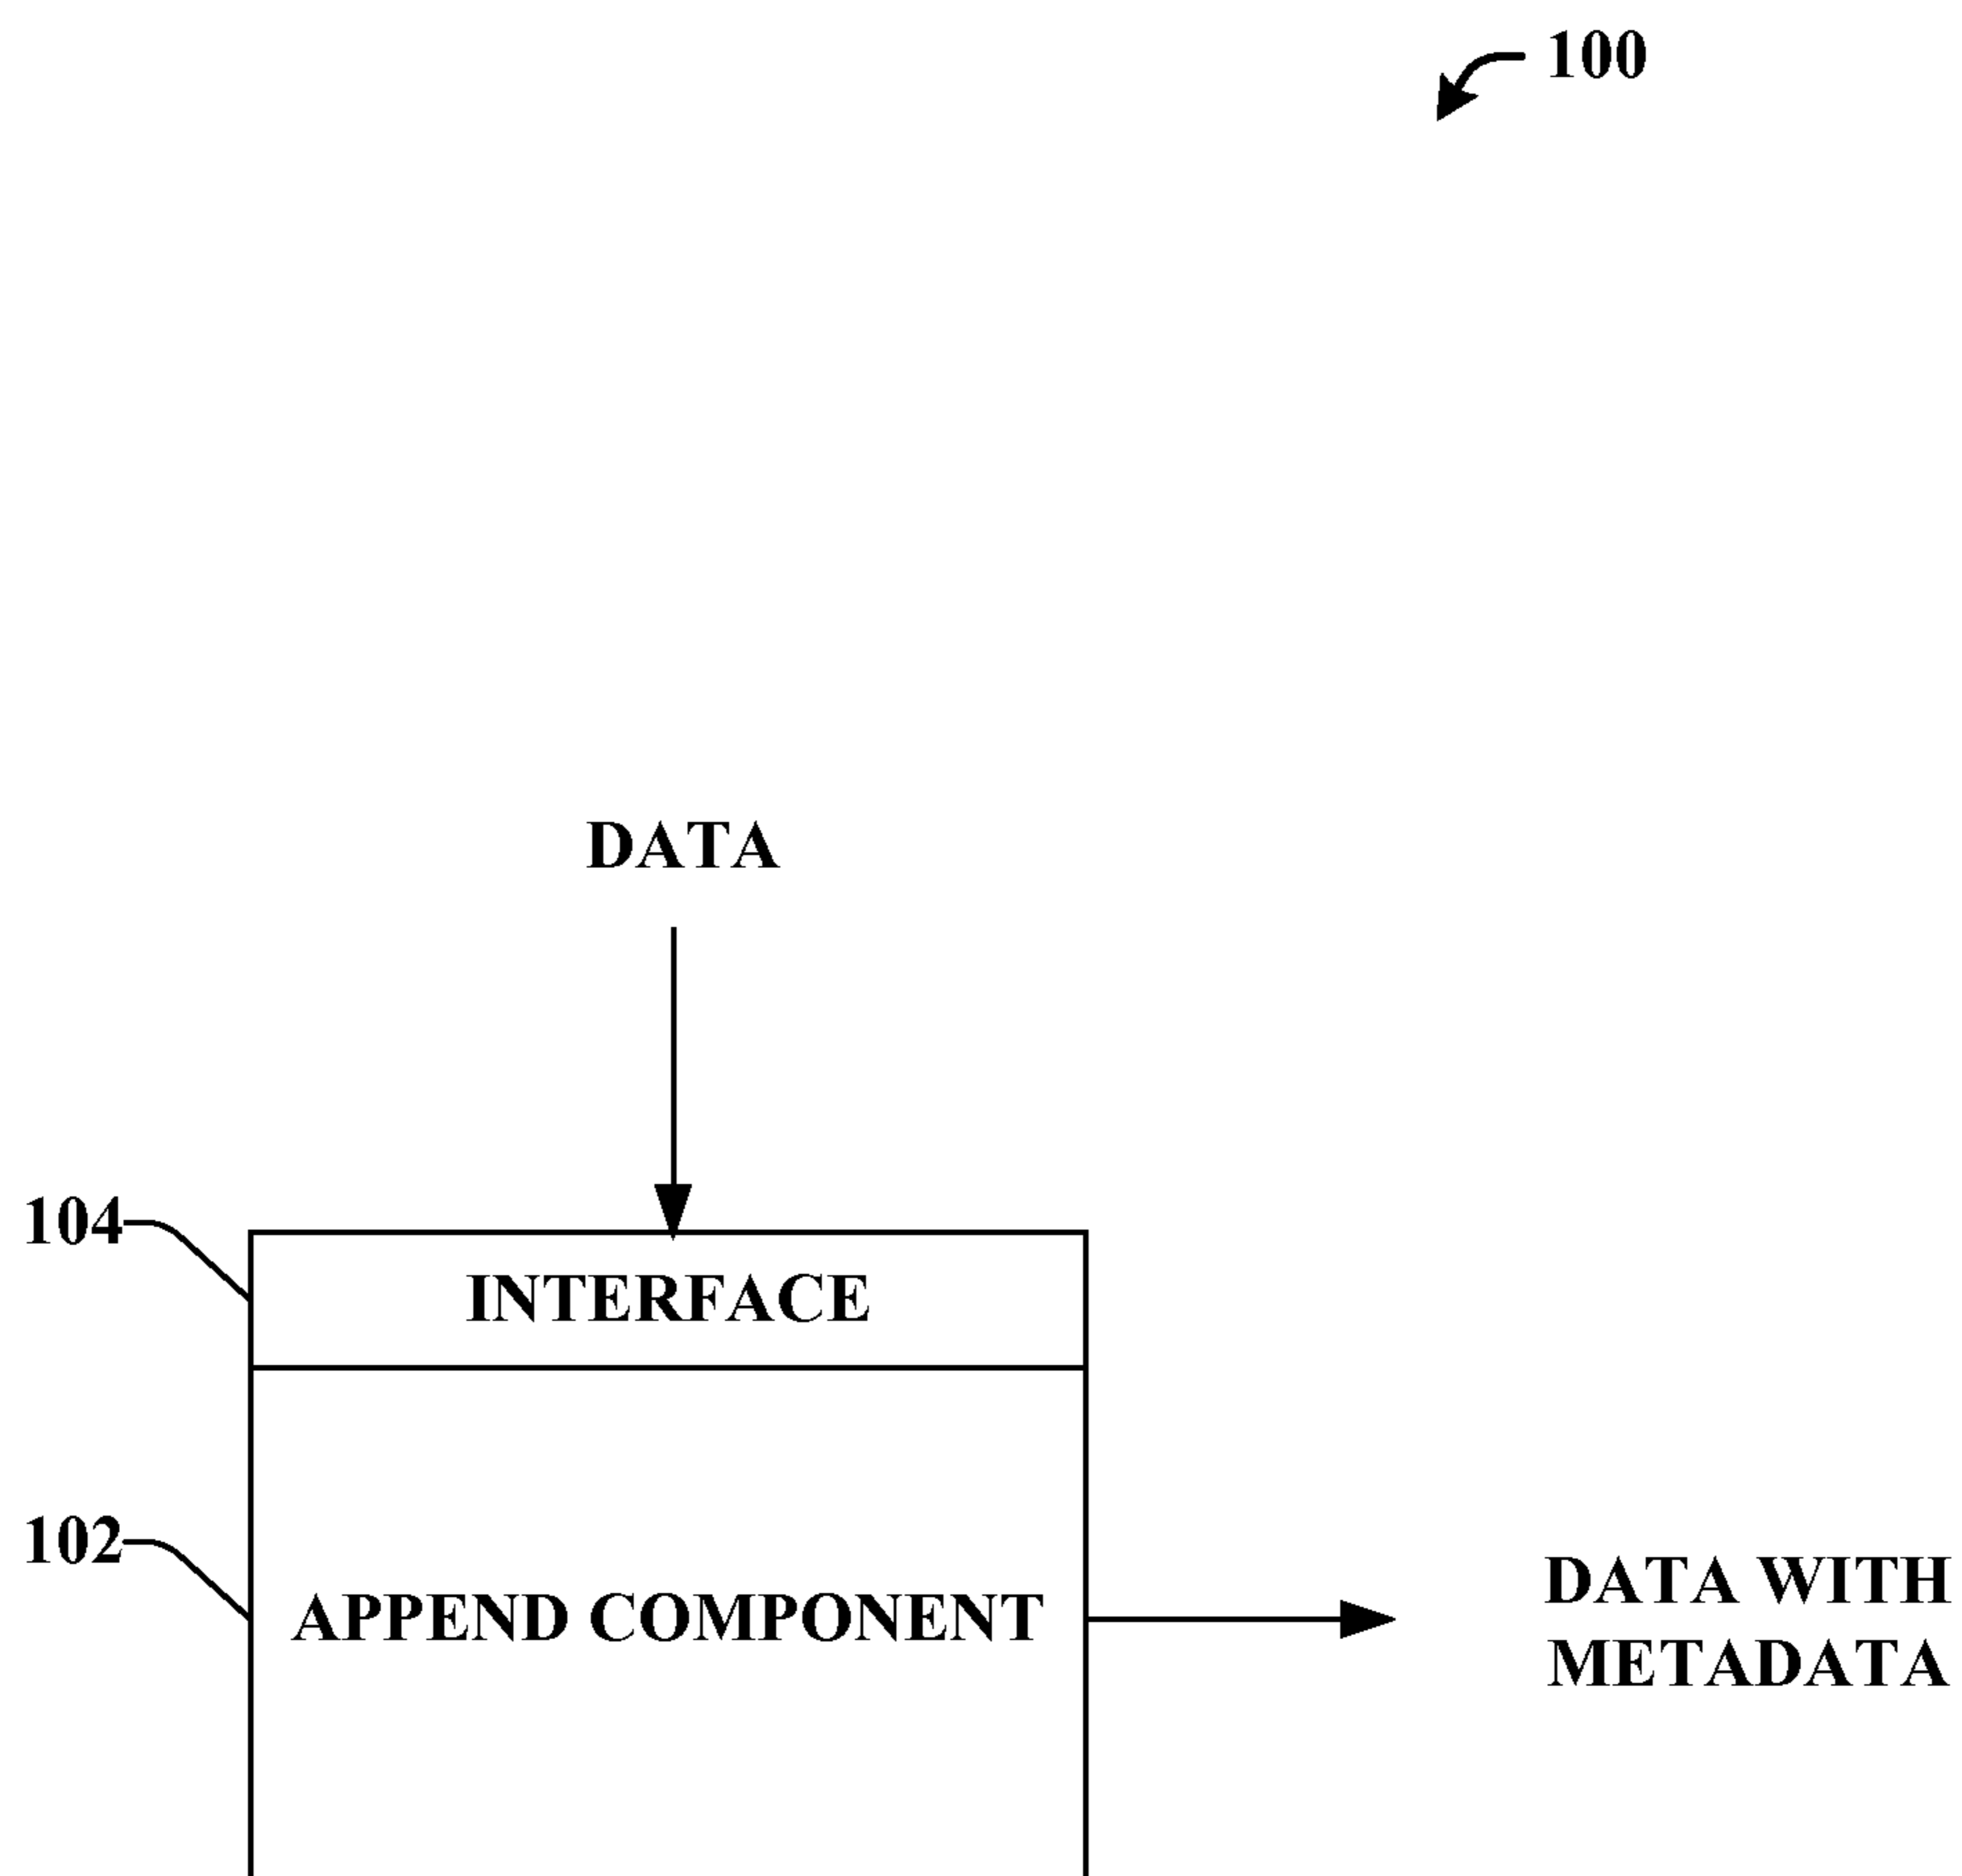 100
DATA
104
INTERFACE
102
APPEND COMPONENT
DATA WITH
METADATA